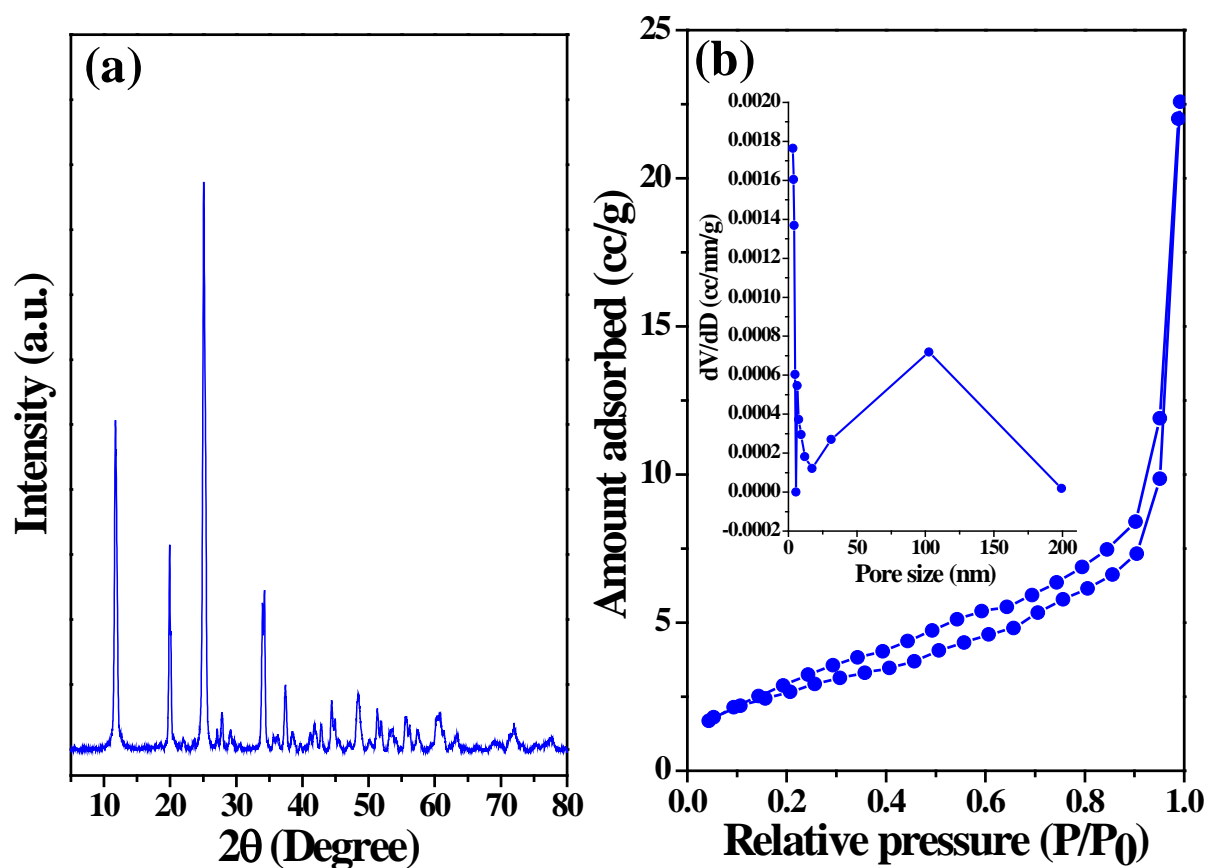 (a)
Intensity (a.u.)
10 20 30 40 50 60 70 80
2θ (Degree)
(b)
25
20
15
10
5
0
Amount adsorbed (cc/g)
0.0 0.2 0.4 0.6 0.8 1.0
Relative pressure (P/P0)
0.0020
0.0018
0.0016
0.0014
0.0012
0.0010
0.0008
0.0006
0.0004
0.0002
0.0000
-0.0002
dV/dD (cc/nm/g)
0 50 100 150 200
Pore size (nm)